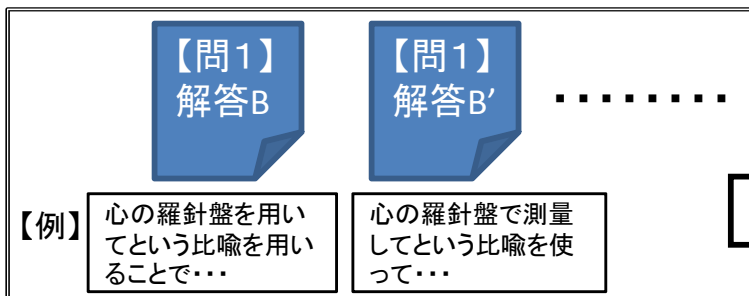 【問１】
解答B
【問１】
解答B’
・・・・・・・・
【例】
心の羅針盤を用い
てという比喩を用い
ることで・・・
心の羅針盤で測量
してという比喩を使
って・・・